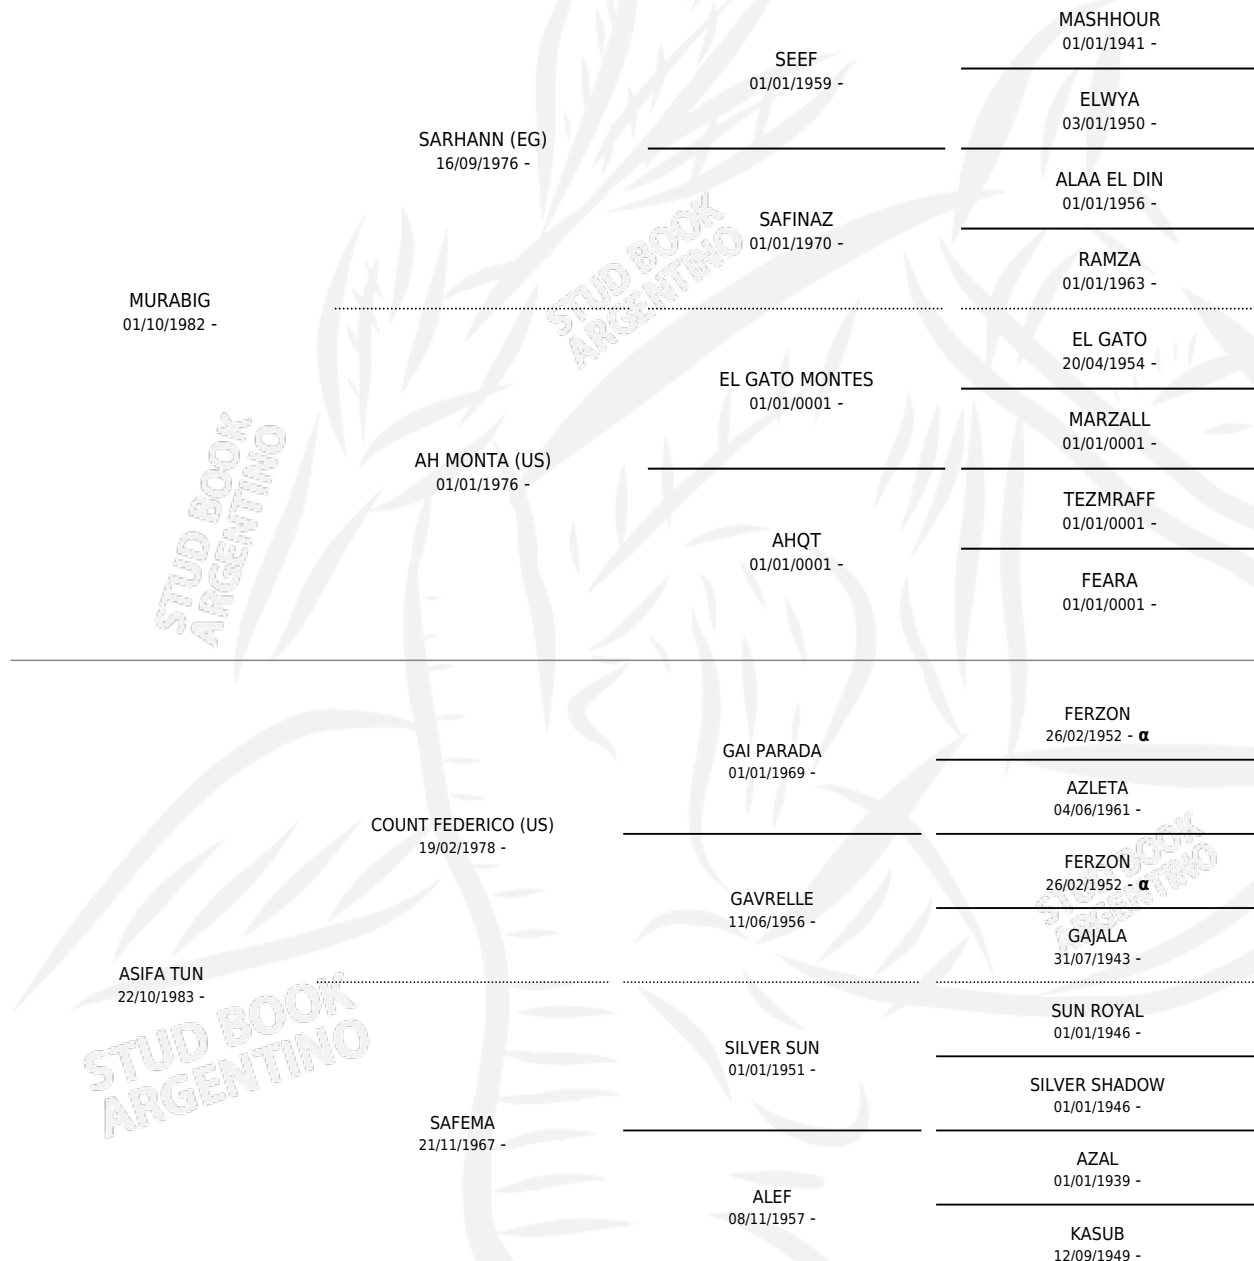 MASHHOUR
01/01/1941 -
SEEF
01/01/1959 -
ELWYA
03/01/1950 -
SARHANN (EG)
16/09/1976 -
ALAA EL DIN
01/01/1956 -
SAFINAZ
01/01/1970 -
RAMZA
01/01/1963 -
MURABIG
01/10/1982 -
EL GATO
20/04/1954 -
EL GATO MONTES
01/01/0001 -
MARZALL
01/01/0001 -
AH MONTA (US)
01/01/1976 -
TEZMRAFF
01/01/0001 -
AHQT
01/01/0001 -
FEARA
01/01/0001 -
STUD BOOK
ARGENTINO
STUD BOOK
ARGENTINO
FERZON
26/02/1952 - α
GAI PARADA
01/01/1969 -
AZLETA
04/06/1961 -
COUNT FEDERICO (US)
19/02/1978 -
FERZON
26/02/1952 - α
GAVRELLE
11/06/1956 -
GAJALA
31/07/1943 -
STUD BOOK
ARGENTINO
ASIFA TUN
22/10/1983 -
SUN ROYAL
01/01/1946 -
SILVER SUN
01/01/1951 -
SILVER SHADOW
01/01/1946 -
SAFEMA
21/11/1967 -
AZAL
01/01/1939 -
ALEF
08/11/1957 -
KASUB
12/09/1949 -
STUD BOOK
ARGENTINO